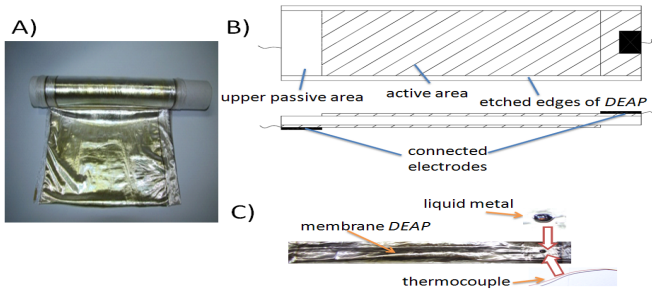 A)
B)
upper passive area
active area
etched edges of DEAP
connected
electrodes
C)
liquid metal
membrane DEAP
thermocouple